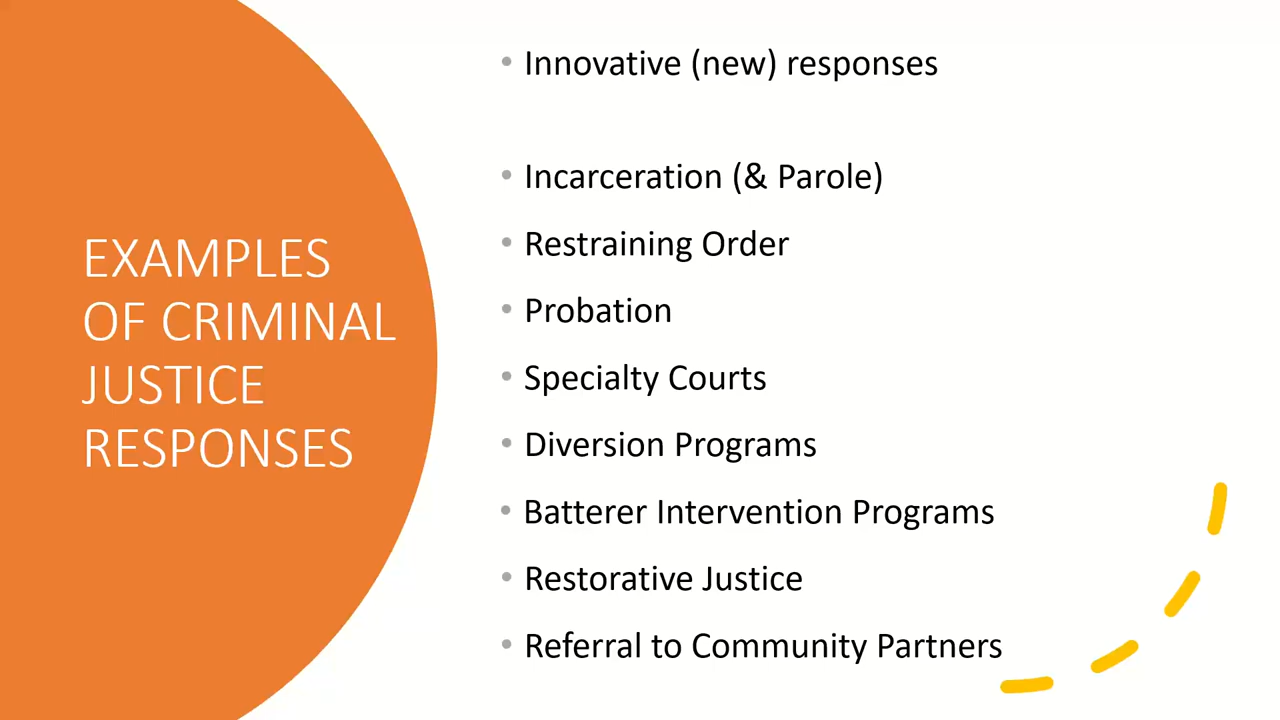 EXAMPLES
OF CRIMINAL
JUSTICE
RESPONSES
• Innovative (new) responses
• Incarceration (& Parole)
• Restraining Order
• Probation
• Specialty Courts
• Diversion Programs
• Batterer Intervention Programs
• Restorative Justice
• Referral to Community Partners